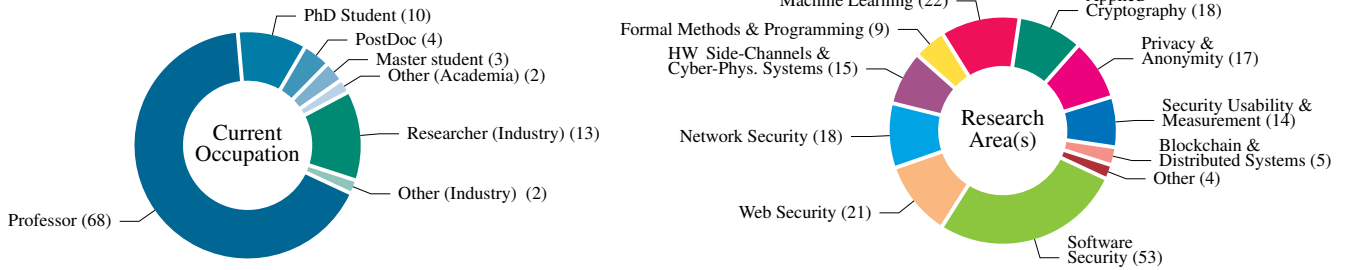 PhD Student (10)
PostDoc (4)
Master student (3)
Other (Academia) (2)
Current
Occupation
Researcher (Industry) (13)
Other (Industry) (2)
Professor (68)
Machine Learning (22)
Applied
Cryptography (18)
Formal Methods & Programming (9)
HW Side-Channels &
Cyber-Phys. Systems (15)
Privacy &
Anonymity (17)
Research
Area(s)
Security Usability &
Measurement (14)
Network Security (18)
Blockchain &
Distributed Systems (5)
Other (4)
Web Security (21)
Software
Security (53)